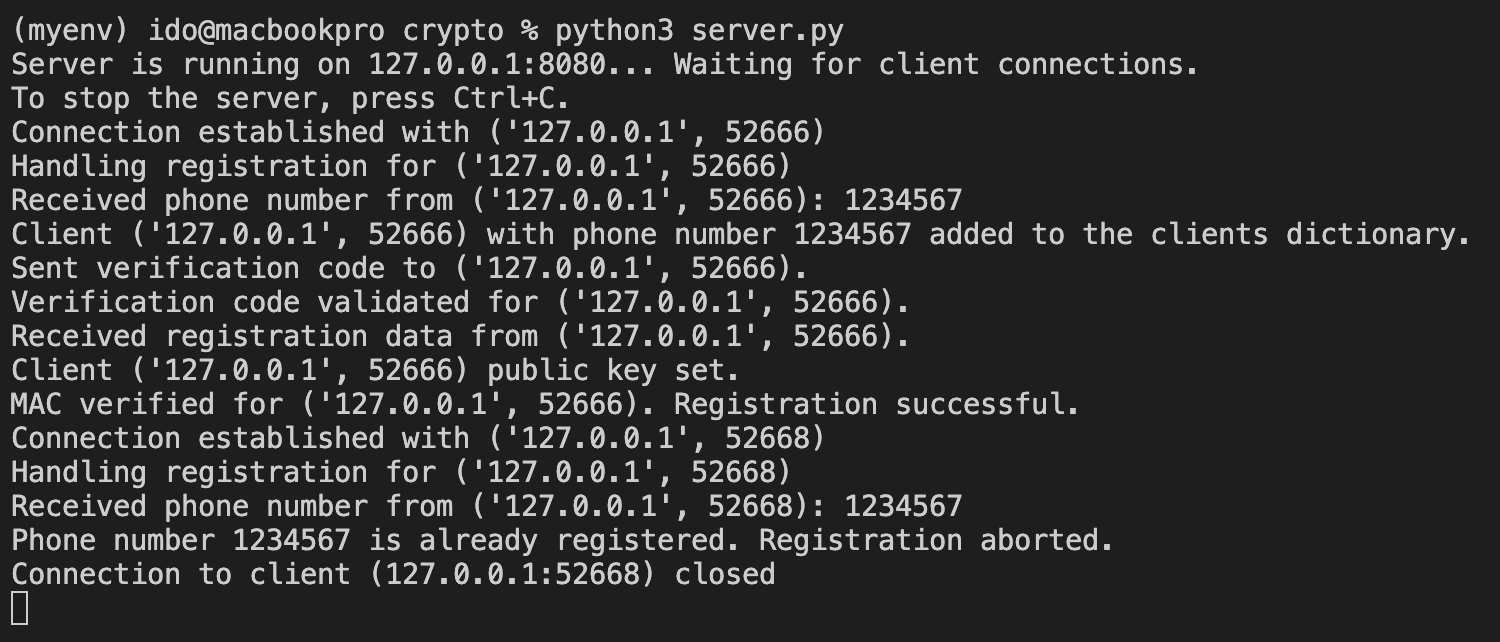 (myenv) ido@macbookpro crypto % python3 server.py
Server is running on 127.0.0.1:8080... Waiting for client connections.
To stop the server, press Ctrl+C.
Connection established with ('127.0.0.1', 52666)
Handling registration for ('127.0.0.1', 52666)
Received phone number from ('127.0.0.1', 52666): 1234567
Client ('127.0.0.1', 52666) with phone number 1234567 added to the clients dictionary.
Sent verification code to ('127.0.0.1', 52666).
Verification code validated for ('127.0.0.1', 52666).
Received registration data from ('127.0.0.1', 52666).
Client ('127.0.0.1', 52666) public key set.
MAC verified for ('127.0.0.1', 52666). Registration successful.
Connection established with ('127.0.0.1', 52668)
Handling registration for ('127.0.0.1', 52668)
Received phone number from ('127.0.0.1', 52668): 1234567
Phone number 1234567 is already registered. Registration aborted.
Connection to client (127.0.0.1:52668) closed